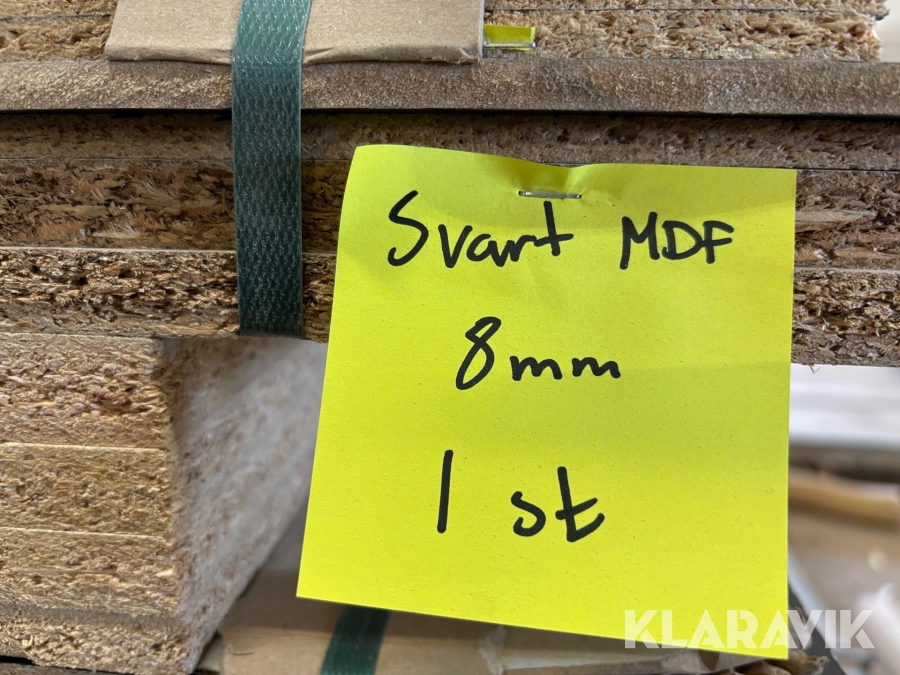 Svart MDF
8mm
1 st
KLARAVIK